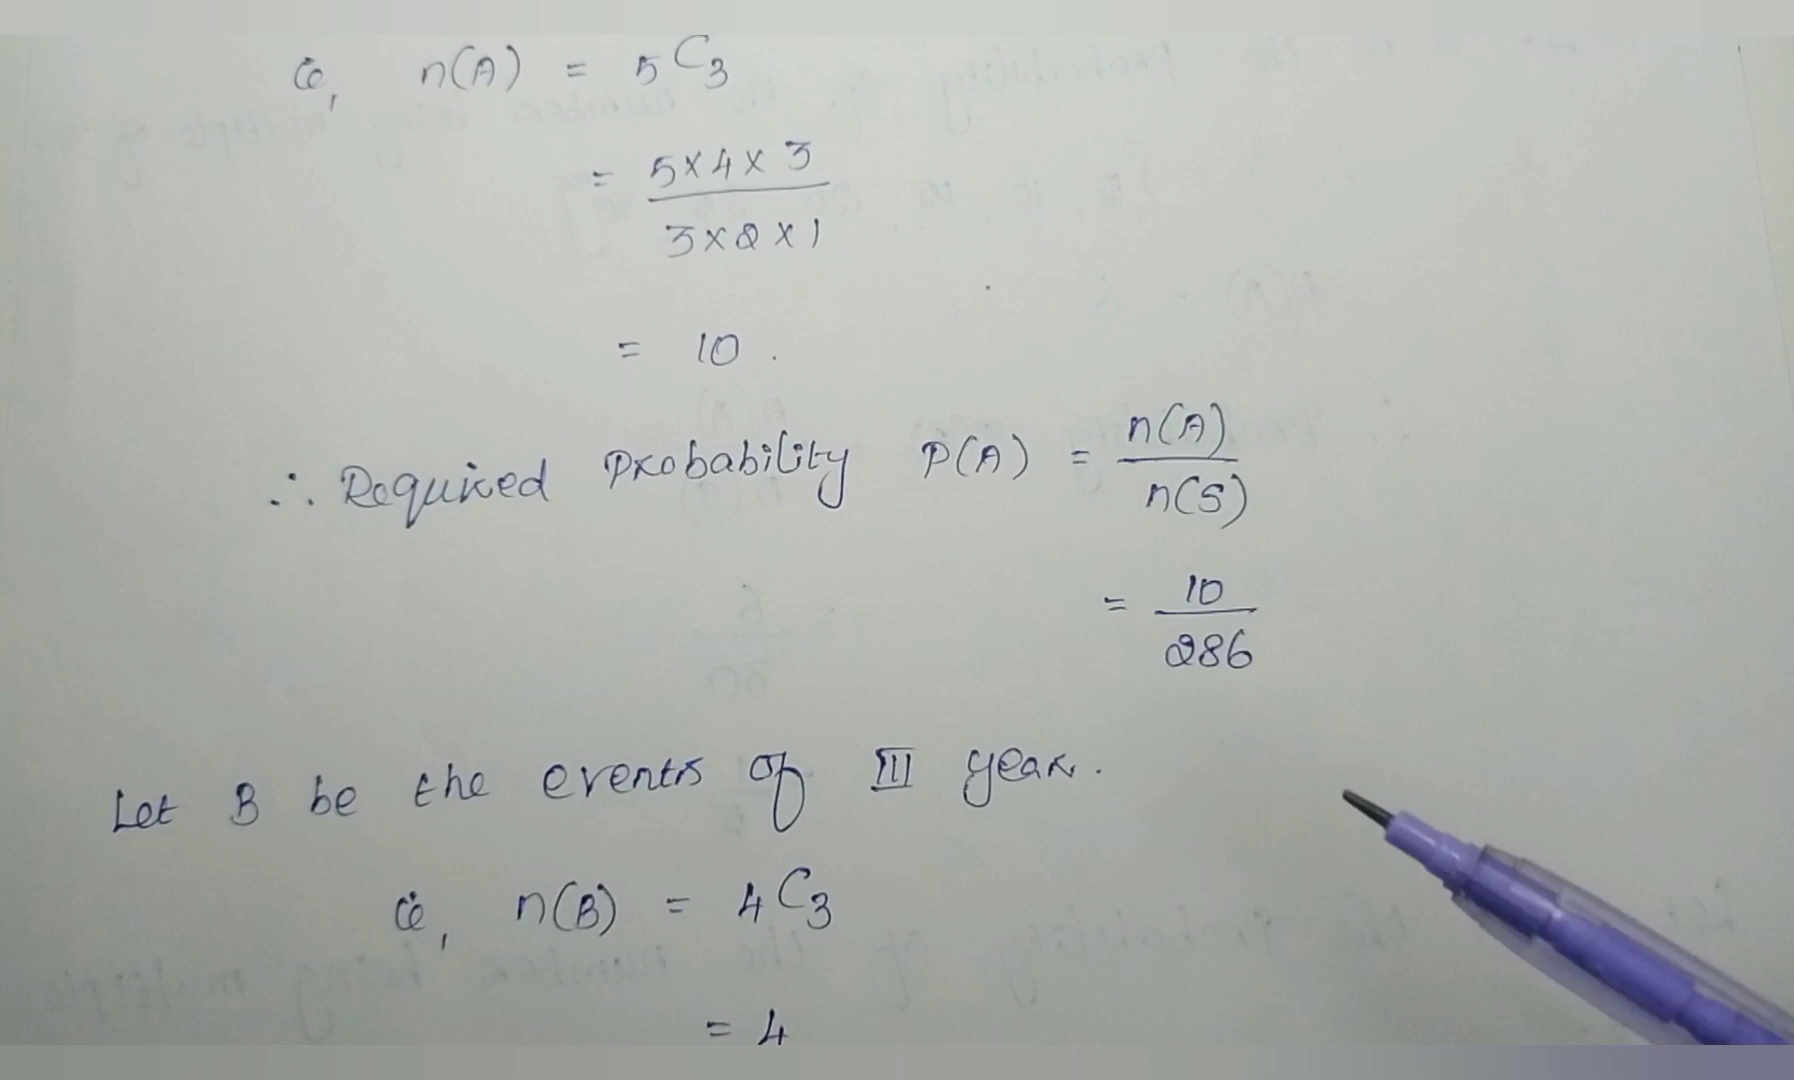 ie, n(A) = 5C3
= 5×4×3 / 3×2×1
= 10.
∴ Required probability P(A) = n(A) / n(S)
= 10 / 286
Let B be the events of III year.
ie, n(B) = 4C3
= 4